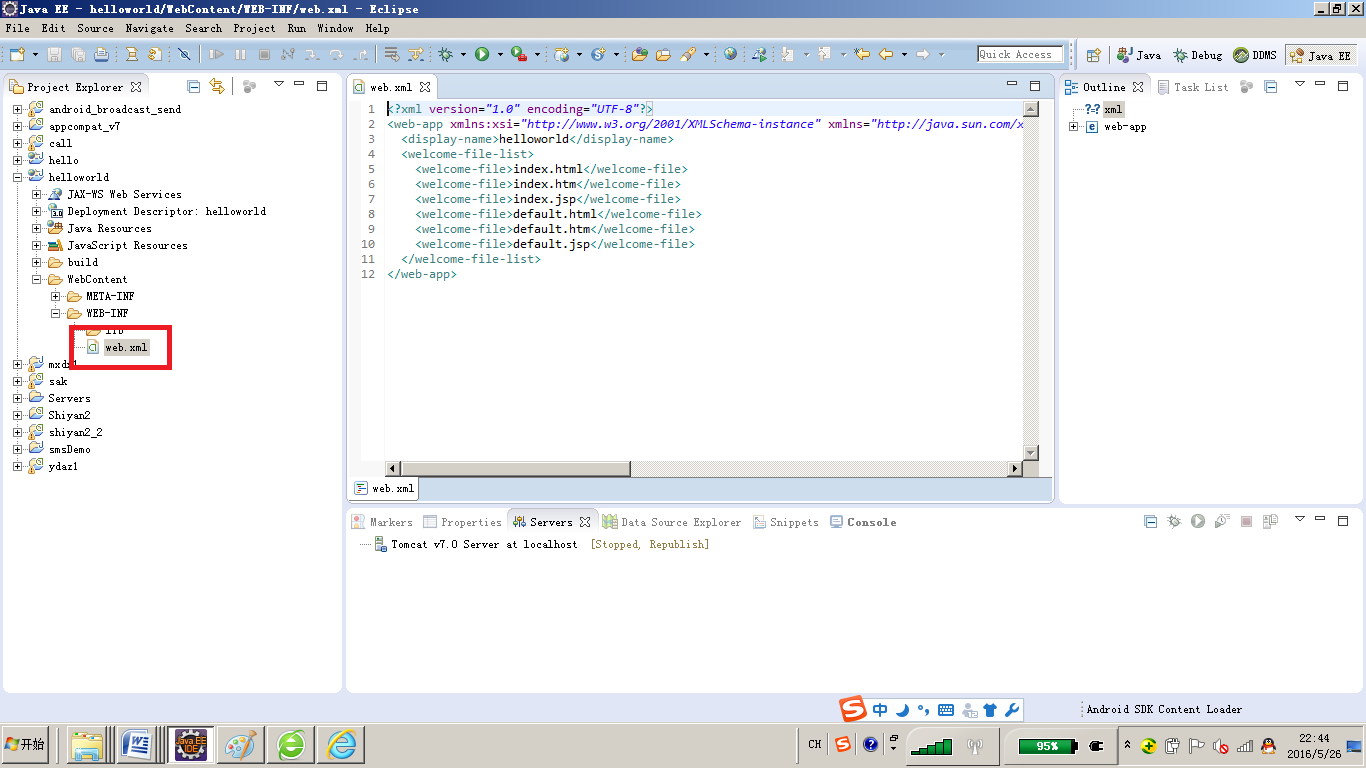 Java EE - helloworld/WebContent/WEB-INF/web.xml - Eclipse
File Edit Source Navigate Search Project Run Window Help
Quick Access Java Debug DDMS Java EE
Project Explorer
android_broadcast_send
appcompat_v7
call
hello
helloworld
JAX-WS Web Services
3.0 Deployment Descriptor: helloworld
Java Resources
JavaScript Resources
build
WebContent
META-INF
WEB-INF
lib
web.xml
sak
Servers
Shiyan2
shiyan2_2
smsDemo
ydaz1
web.xml
1 <?xml version="1.0" encoding="UTF-8"?>
2 <web-app xmlns:xsi="http://www.w3.org/2001/XMLSchema-instance" xmlns="http://java.sun.com/x
3 <display-name>helloworld</display-name>
4 <welcome-file-list>
5 <welcome-file>index.html</welcome-file>
6 <welcome-file>index.htm</welcome-file>
7 <welcome-file>index.jsp</welcome-file>
8 <welcome-file>default.html</welcome-file>
9 <welcome-file>default.htm</welcome-file>
10 <welcome-file>default.jsp</welcome-file>
11 </welcome-file-list>
12 </web-app>
web.xml
Outline Task List
?=? xml
e web-app
Markers Properties Servers Data Source Explorer Snippets Console
Tomcat v7.0 Server at localhost [Stopped, Republish]
S 中
Android SDK Content Loader
开始
Java EE
IDE
CH S ? 95%
22:44
2016/5/26